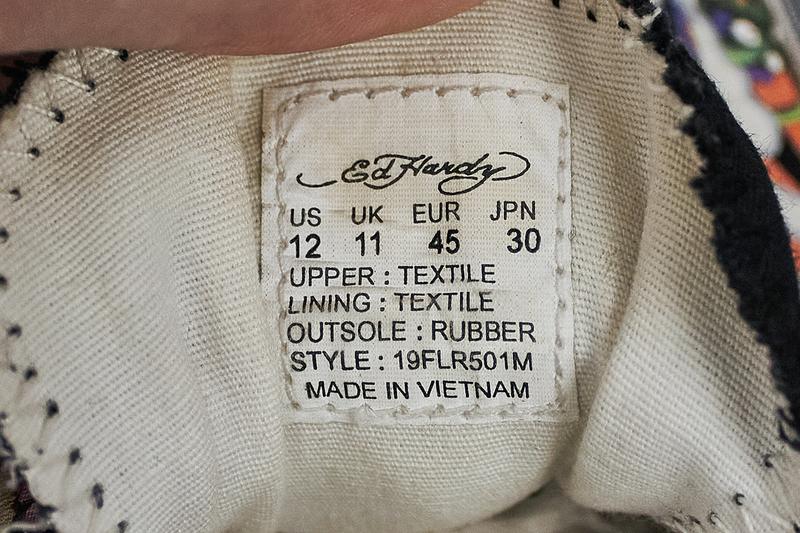 Ed Hardy
US UK EUR JPN
12 11 45 30
UPPER : TEXTILE
LINING : TEXTILE
OUTSOLE : RUBBER
STYLE : 19FLR501M
MADE IN VIETNAM